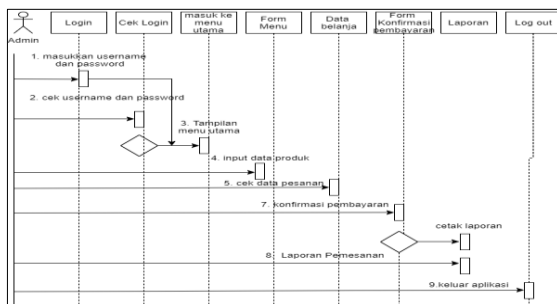 Login
Cek Login
masuk ke
menu
utama
Form
Menu
Data
belanja
Form
Konfirmasi
pembayaran
Laporan
Log out
Admin
1. masukkan username
dan password
2. cek username dan password
3. Tampilan
menu utama
4. input data produk
5. cek data pesanan
7. konfirmasi pembayaran
cetak laporan
8. Laporan Pemesanan
9.keluar aplikasi